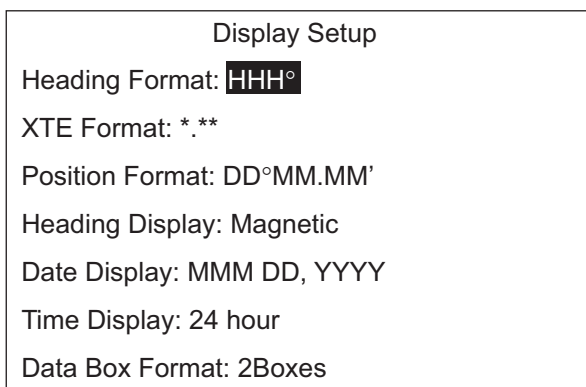 Display Setup
Heading Format: HHH°
XTE Format: *.**
Position Format: DD°MM.MM’
Heading Display: Magnetic
Date Display: MMM DD, YYYY
Time Display: 24 hour
Data Box Format: 2Boxes